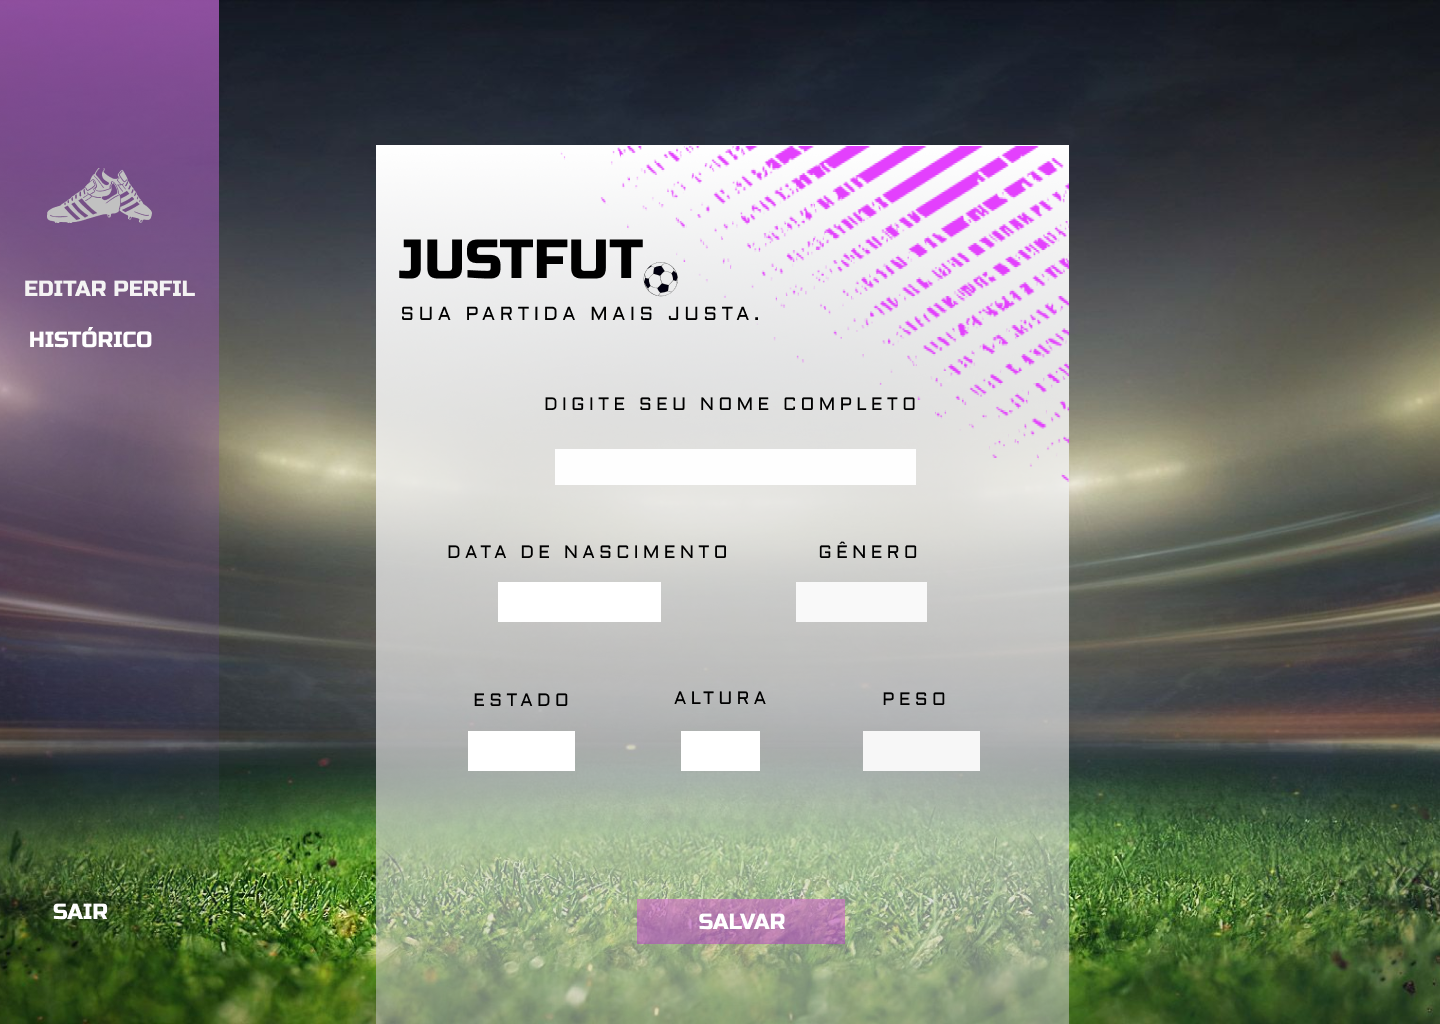 EDITAR PERFIL
HISTÓRICO
SAIR
JUSTFUT
SUA PARTIDA MAIS JUSTA.
DIGITE SEU NOME COMPLETO
DATA DE NASCIMENTO
GÊNERO
ESTADO
ALTURA
PESO
SALVAR